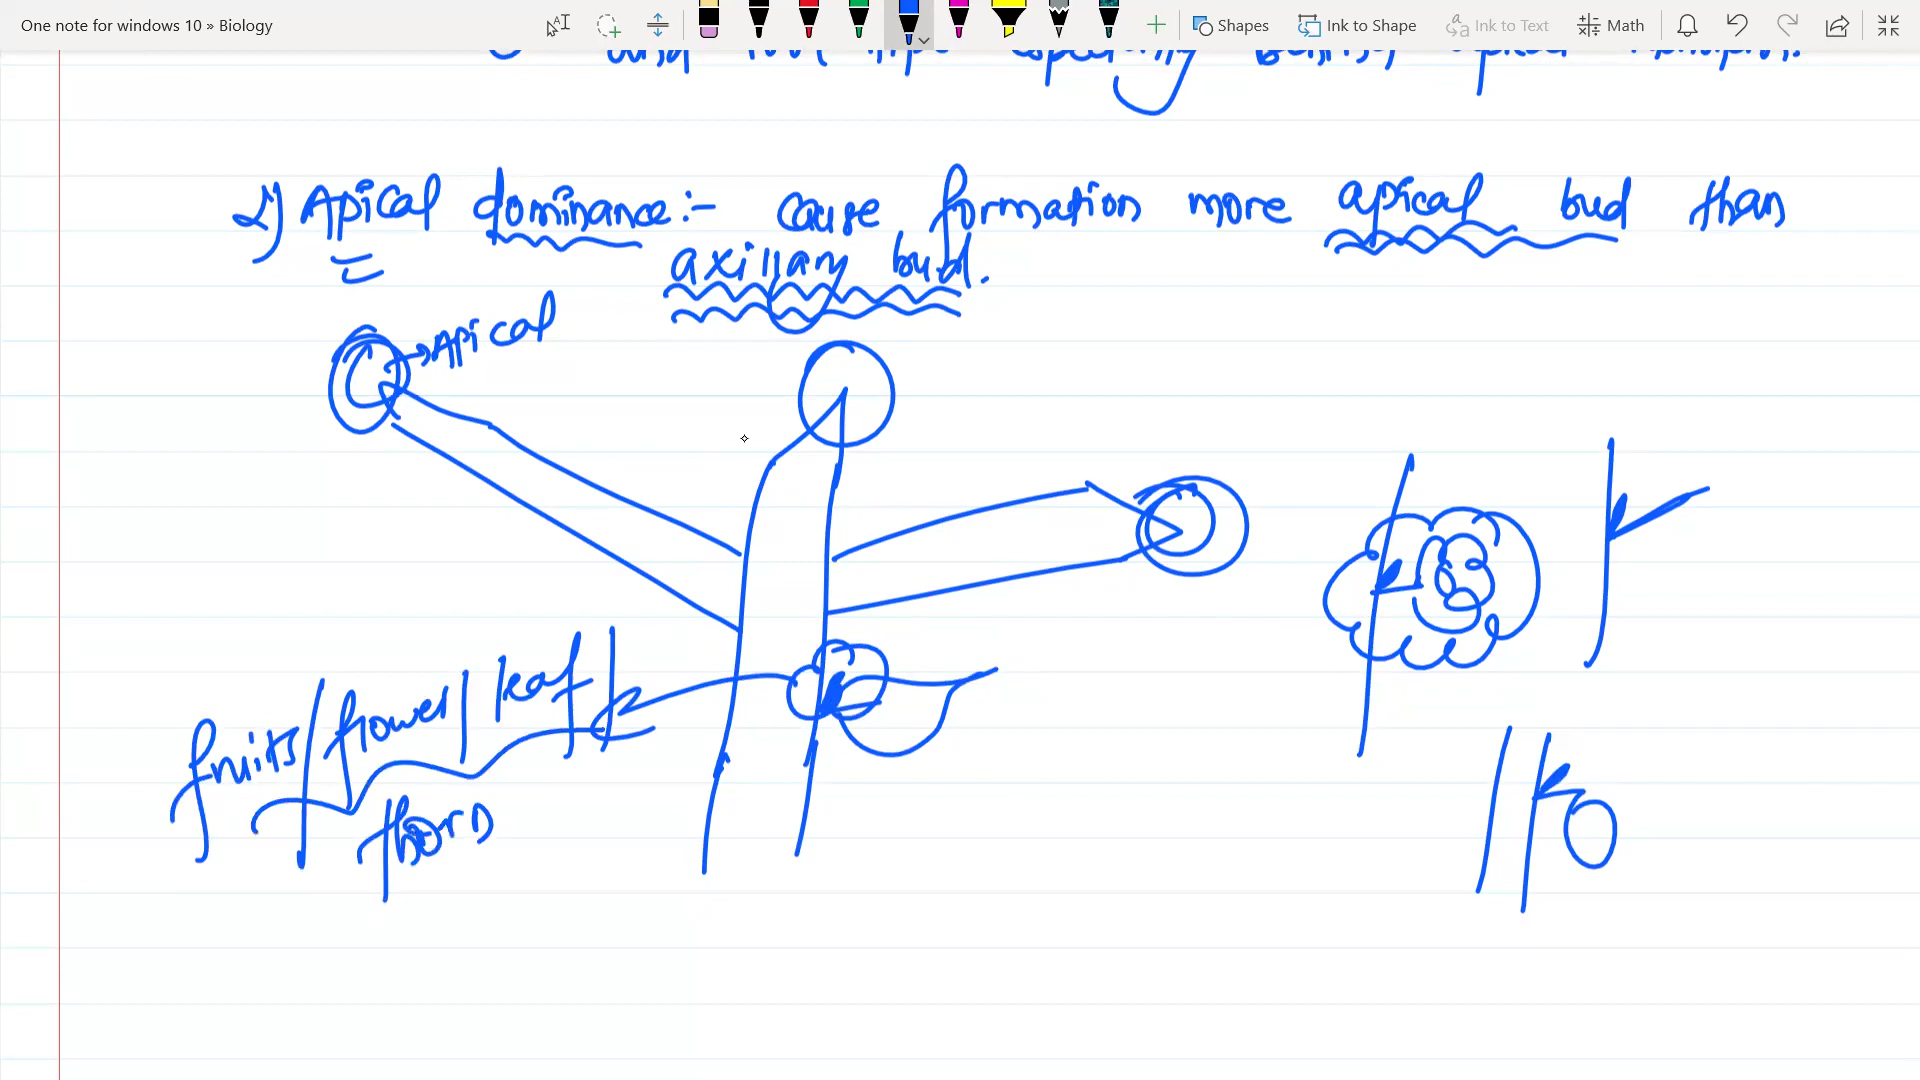 One note for windows 10 » Biology
Shapes Ink to Shape Ink to Text Math
2) Apical dominance:- cause formation more apical bud than
axillary bud.
→Apical
fruits/flower/leaf/
thorn